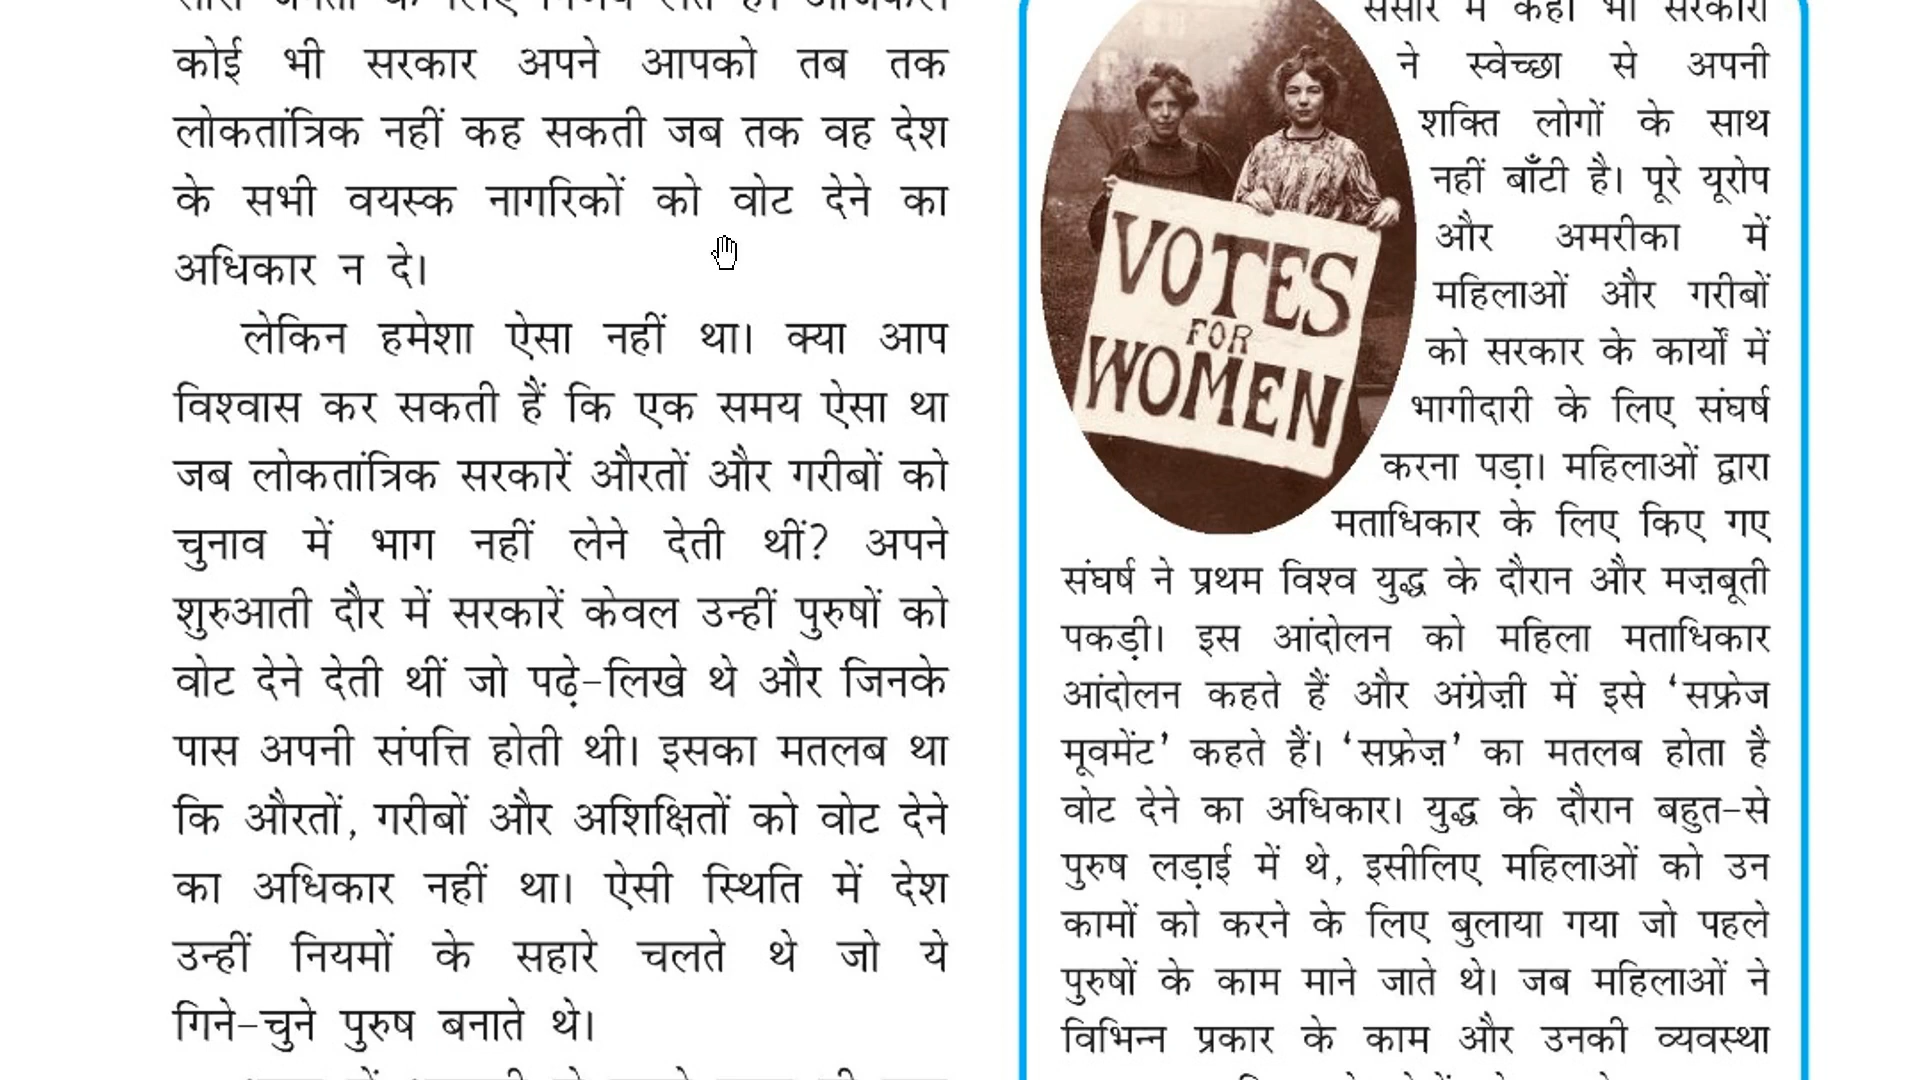 कोई भी सरकार अपने आपको तब तक
लोकतांत्रिक नहीं कह सकती जब तक वह देश
के सभी वयस्क नागरिकों को वोट देने का
अधिकार न दे।
लेकिन हमेशा ऐसा नहीं था। क्या आप
विश्वास कर सकती हैं कि एक समय ऐसा था
जब लोकतांत्रिक सरकारें औरतों और गरीबों को
चुनाव में भाग नहीं लेने देती थीं? अपने
शुरुआती दौर में सरकारें केवल उन्हीं पुरुषों को
वोट देने देती थीं जो पढ़े-लिखे थे और जिनके
पास अपनी संपत्ति होती थी। इसका मतलब था
कि औरतों, गरीबों और अशिक्षितों को वोट देने
का अधिकार नहीं था। ऐसी स्थिति में देश
उन्हीं नियमों के सहारे चलते थे जो ये
गिने-चुने पुरुष बनाते थे।
संसार में कहीं भी सरकारों
ने स्वेच्छा से अपनी
शक्ति लोगों के साथ
नहीं बाँटी है। पूरे यूरोप
और अमरीका में
महिलाओं और गरीबों
को सरकार के कार्यों में
भागीदारी के लिए संघर्ष
करना पड़ा। महिलाओं द्वारा
मताधिकार के लिए किए गए
संघर्ष ने प्रथम विश्व युद्ध के दौरान और मज़बूती
पकड़ी। इस आंदोलन को महिला मताधिकार
आंदोलन कहते हैं और अंग्रेज़ी में इसे ‘सफ्रेज
मूवमेंट’ कहते हैं। ‘सफ्रेज़’ का मतलब होता है
वोट देने का अधिकार। युद्ध के दौरान बहुत-से
पुरुष लड़ाई में थे, इसीलिए महिलाओं को उन
कामों को करने के लिए बुलाया गया जो पहले
पुरुषों के काम माने जाते थे। जब महिलाओं ने
विभिन्न प्रकार के काम और उनकी व्यवस्था
VOTES
FOR
WOMEN